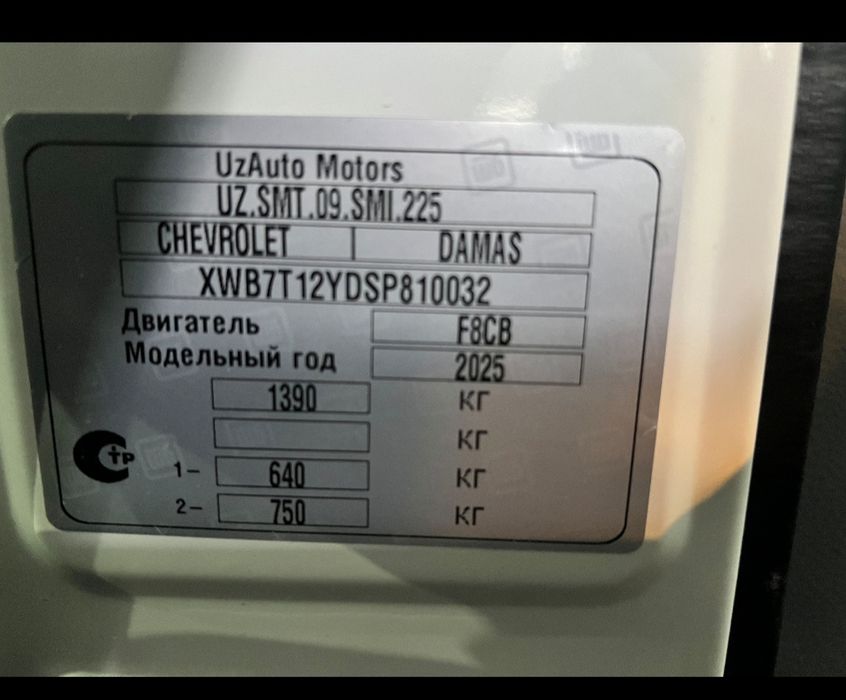 UzAuto Motors
UZ.SMT.09.SMI.225
CHEVROLET DAMAS
XWB7T12YDSP810032
Двигатель F8CB
Модельный год 2025
1390 КГ
КГ
1- 640 КГ
2- 750 КГ
СТР